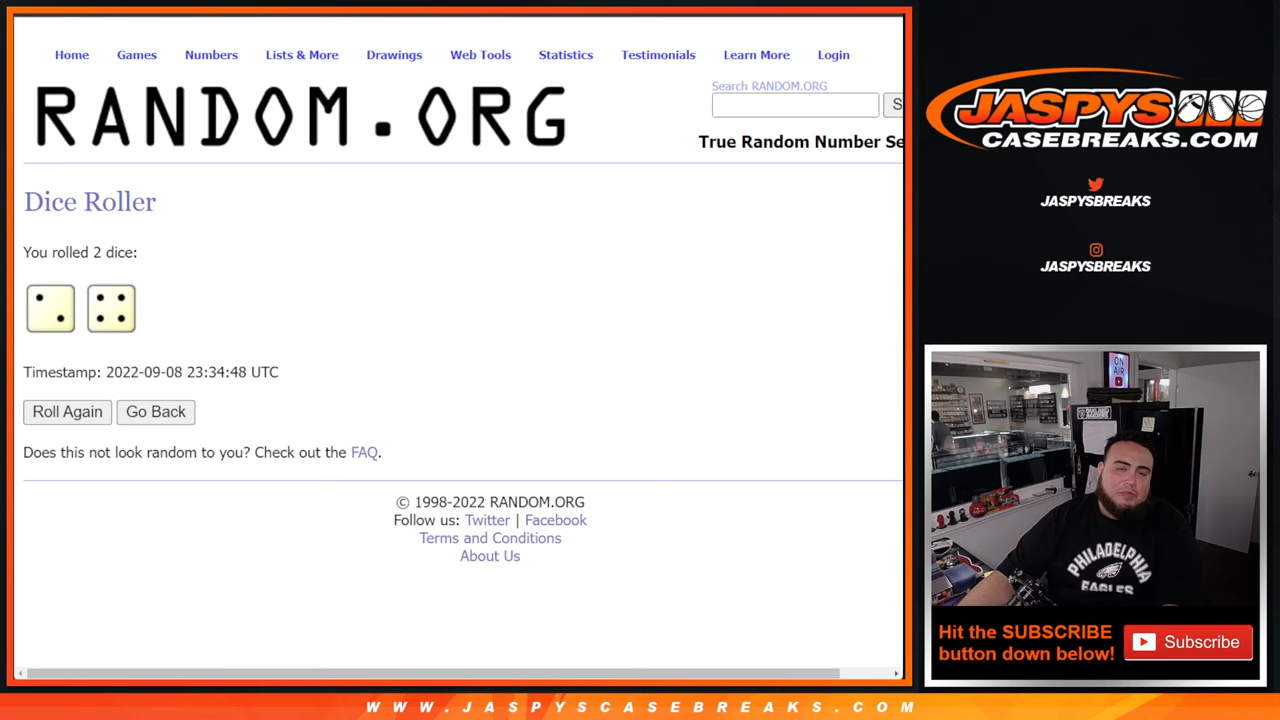 Home Games Numbers Lists & More Drawings Web Tools Statistics Testimonials Learn More Login
Search RANDOM.ORG
RANDOM.ORG
S
True Random Number Se
Dice Roller
You rolled 2 dice:
Timestamp: 2022-09-08 23:34:48 UTC
Roll Again Go Back
Does this not look random to you? Check out the FAQ.
© 1998-2022 RANDOM.ORG
Follow us: Twitter | Facebook
Terms and Conditions
About Us
JASPYS
CASEBREAKS.COM
JASPYSBREAKS
JASPYSBREAKS
ON
AIR
PHILADELPHIA
EAGLES
Hit the SUBSCRIBE
button down below!
Subscribe
WWW.JASPYSCASEBREAKS.COM